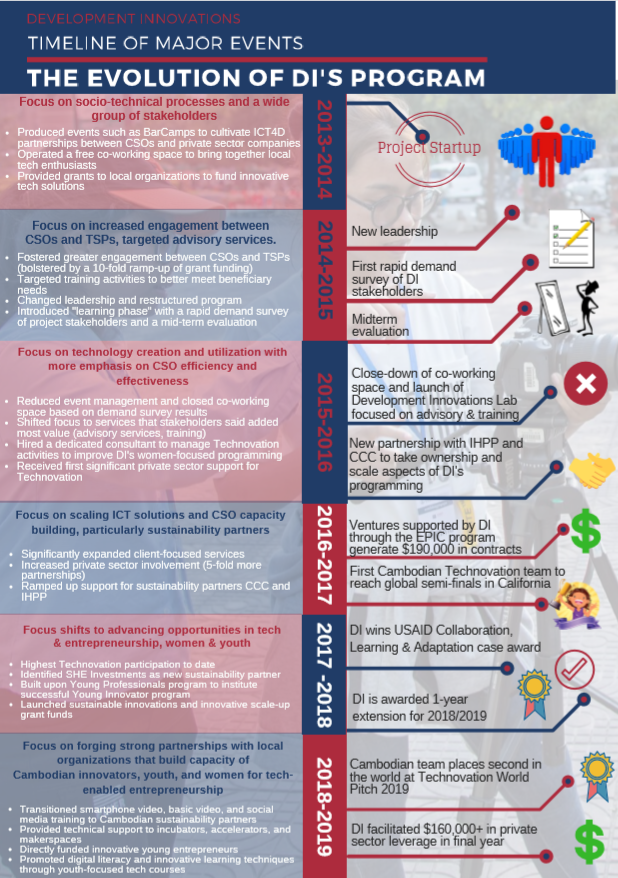 DEVELOPMENT INNOVATIONS
TIMELINE OF MAJOR EVENTS
THE EVOLUTION OF DI'S PROGRAM
Focus on socio-technical processes and a wide
group of stakeholders
• Produced events such as BarCamps to cultivate ICT4D
partnerships between CSOs and private sector companies
• Operated a free co-working space to bring together local
tech enthusiasts
• Provided grants to local organizations to fund innovative
tech solutions
2013-2014
Project Startup
Focus on increased engagement between
CSOs and TSPs, targeted advisory services.
• Fostered greater engagement between CSOs and TSPs
(bolstered by a 10-fold ramp-up of grant funding)
• Targeted training activities to better meet beneficiary
needs
• Changed leadership and restructured program
• Introduced "learning phase" with a rapid demand survey
of project stakeholders and a mid-term evaluation
2014-2015
New leadership
First rapid demand
survey of DI
stakeholders
Midterm
evaluation
Focus on technology creation and utilization with
more emphasis on CSO efficiency and
effectiveness
• Reduced event management and closed co-working
space based on demand survey results
• Shifted focus to services that stakeholders said added
most value (advisory services, training)
• Hired a dedicated consultant to manage Technovation
activities to improve DI's women-focused programming
• Received first significant private sector support for
Technovation
2015-2016
Close-down of co-working
space and launch of
Development Innovations Lab
focused on advisory & training
New partnership with IHPP and
CCC to take ownership and
scale aspects of DI's
programming
Focus on scaling ICT solutions and CSO capacity
building, particularly sustainability partners
• Significantly expanded client-focused services
• Increased private sector involvement (5-fold more
partnerships)
• Ramped up support for sustainability partners CCC and
IHPP
2016-2017
Ventures supported by DI
through the EPIC program
generate $190,000 in contracts
First Cambodian Technovation team to
reach global semi-finals in California
Focus shifts to advancing opportunities in tech
& entrepreneurship, women & youth
• Highest Technovation participation to date
• Identified SHE Investments as new sustainability partner
• Built upon Young Professionals program to institute
successful Young Innovator program
• Launched sustainable innovations and innovative scale-up
grant funds
2017 -2018
DI wins USAID Collaboration,
Learning & Adaptation case award
DI is awarded 1-year
extension for 2018/2019
Focus on forging strong partnerships with local
organizations that build capacity of
Cambodian innovators, youth, and women for tech-
enabled entrepreneurship
• Transitioned smartphone video, basic video, and social
media training to Cambodian sustainability partners
• Provided technical support to incubators, accelerators, and
makerspaces
• Directly funded innovative young entrepreneurs
• Promoted digital literacy and innovative learning techniques
through youth-focused tech courses
2018-2019
Cambodian team places second in
the world at Technovation World
Pitch 2019
DI facilitated $160,000+ in private
sector leverage in final year